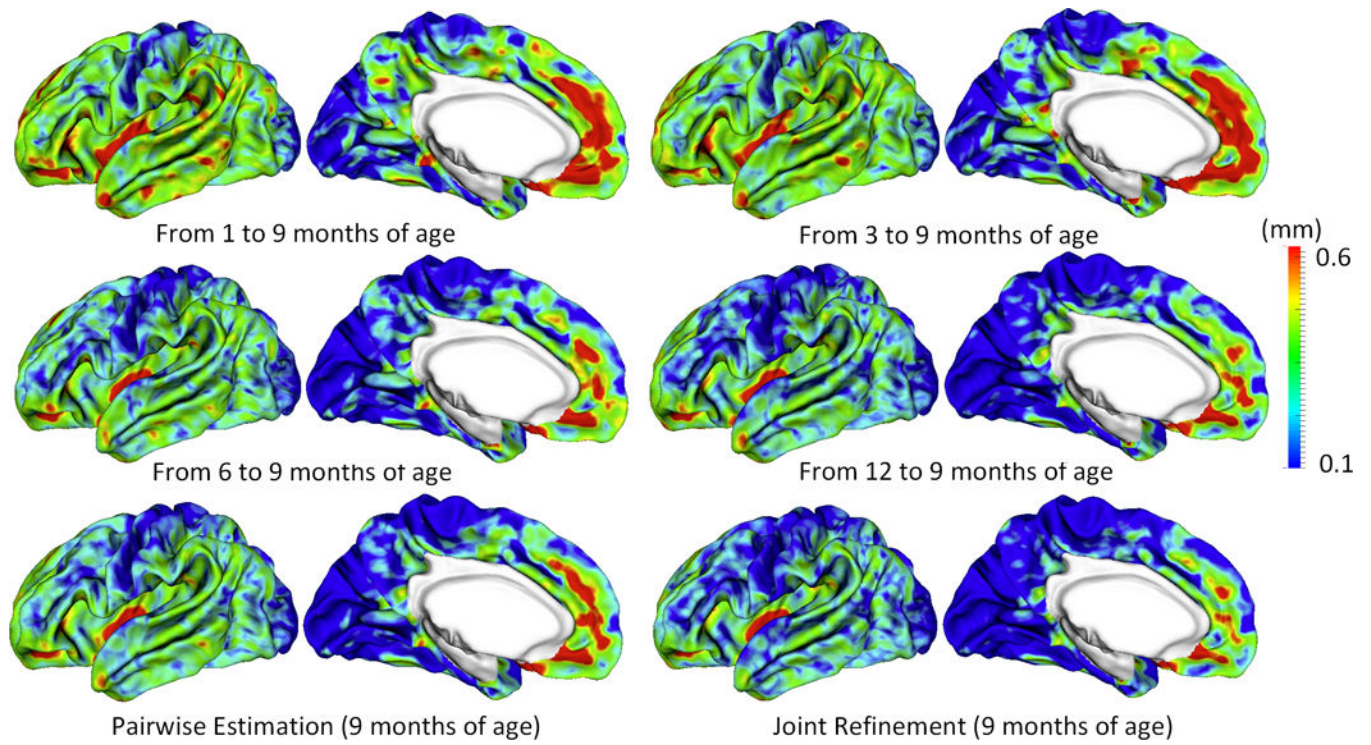 From 1 to 9 months of age
From 3 to 9 months of age
(mm)
0.6
From 6 to 9 months of age
From 12 to 9 months of age
0.1
Pairwise Estimation (9 months of age)
Joint Refinement (9 months of age)